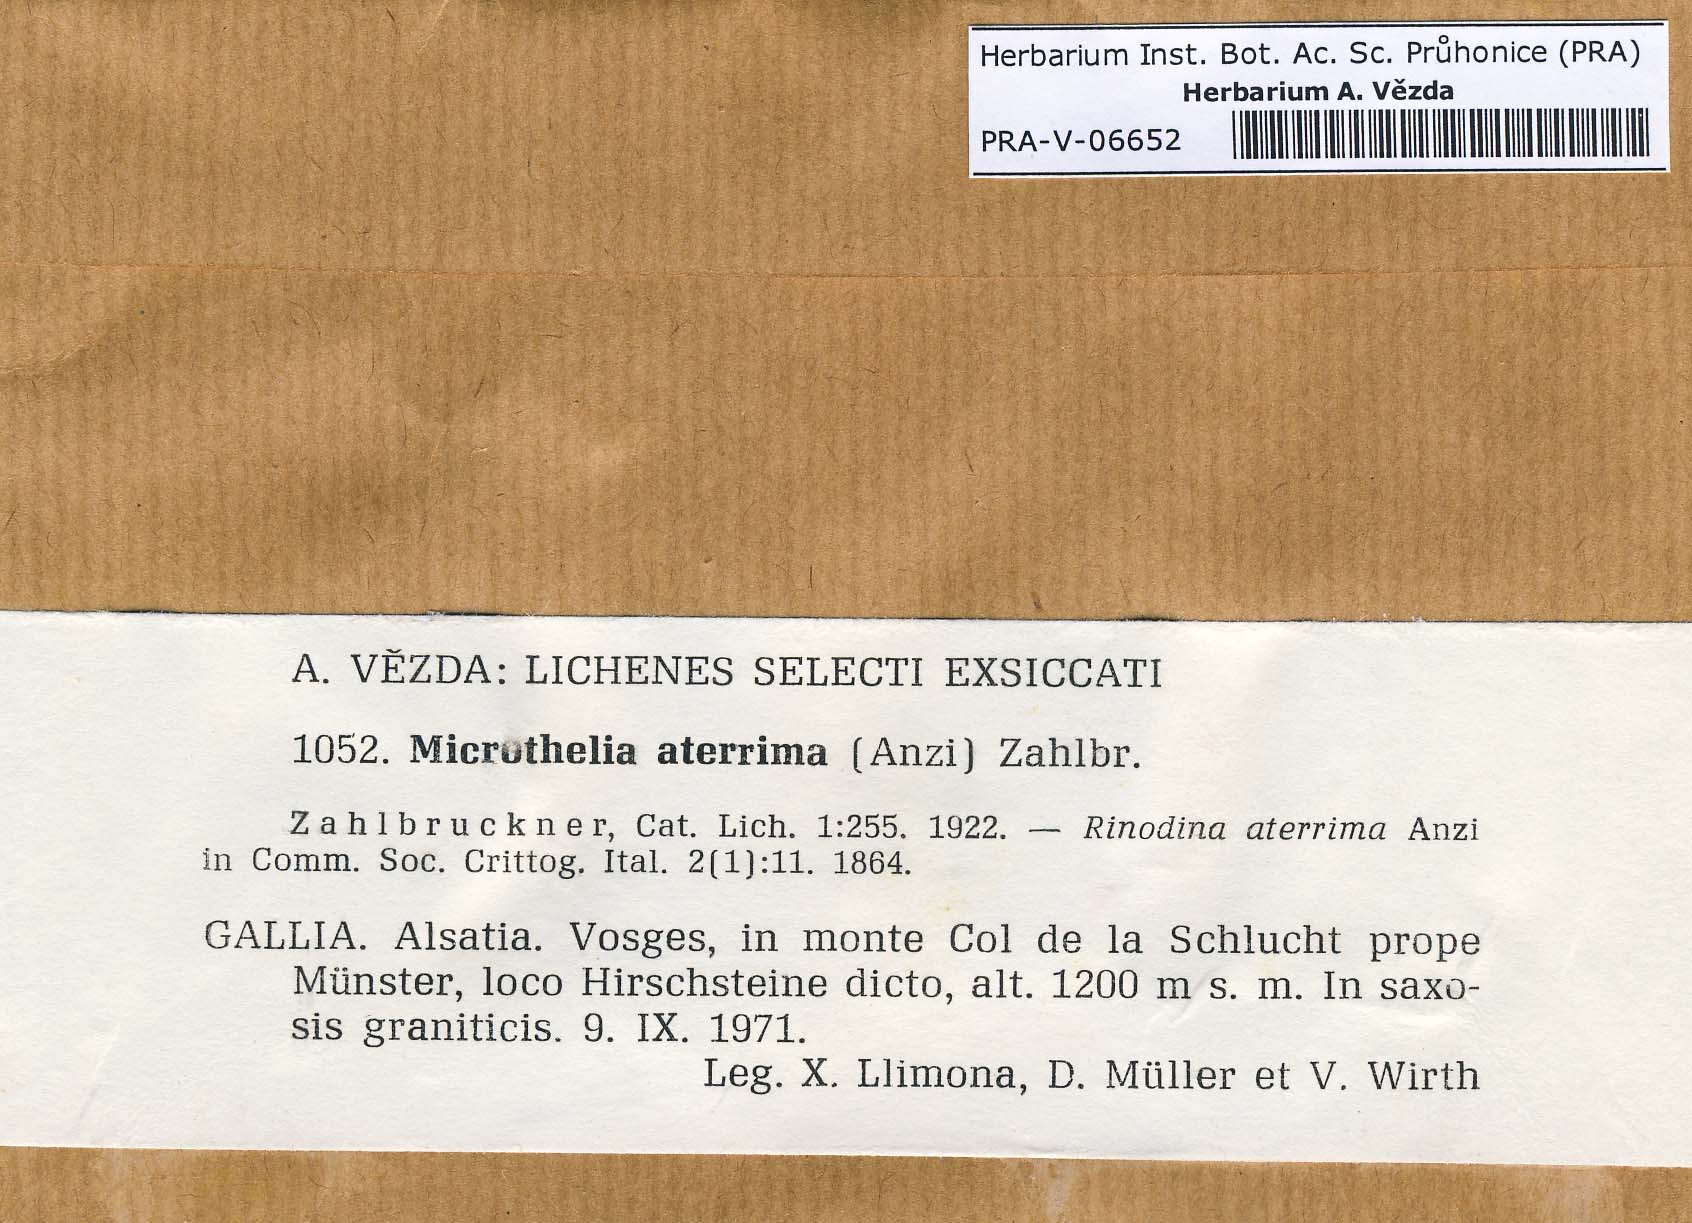 Herbarium Inst. Bot. Ac. Sc. Průhonice (PRA)
Herbarium A. Vězda
PRA-V-06652
A. VĚZDA: LICHENES SELECTI EXSICCATI
1052. Microthelia aterrima (Anzi) Zahlbr.
Zahlbruckner, Cat. Lich. 1:255. 1922. — Rinodina aterrima Anzi
in Comm. Soc. Crittog. Ital. 2(1):11. 1864.
GALLIA. Alsatia. Vosges, in monte Col de la Schlucht prope
Münster, loco Hirschsteine dicto, alt. 1200 m s. m. In saxo-
sis graniticis. 9. IX. 1971.
Leg. X. Llimona, D. Müller et V. Wirth